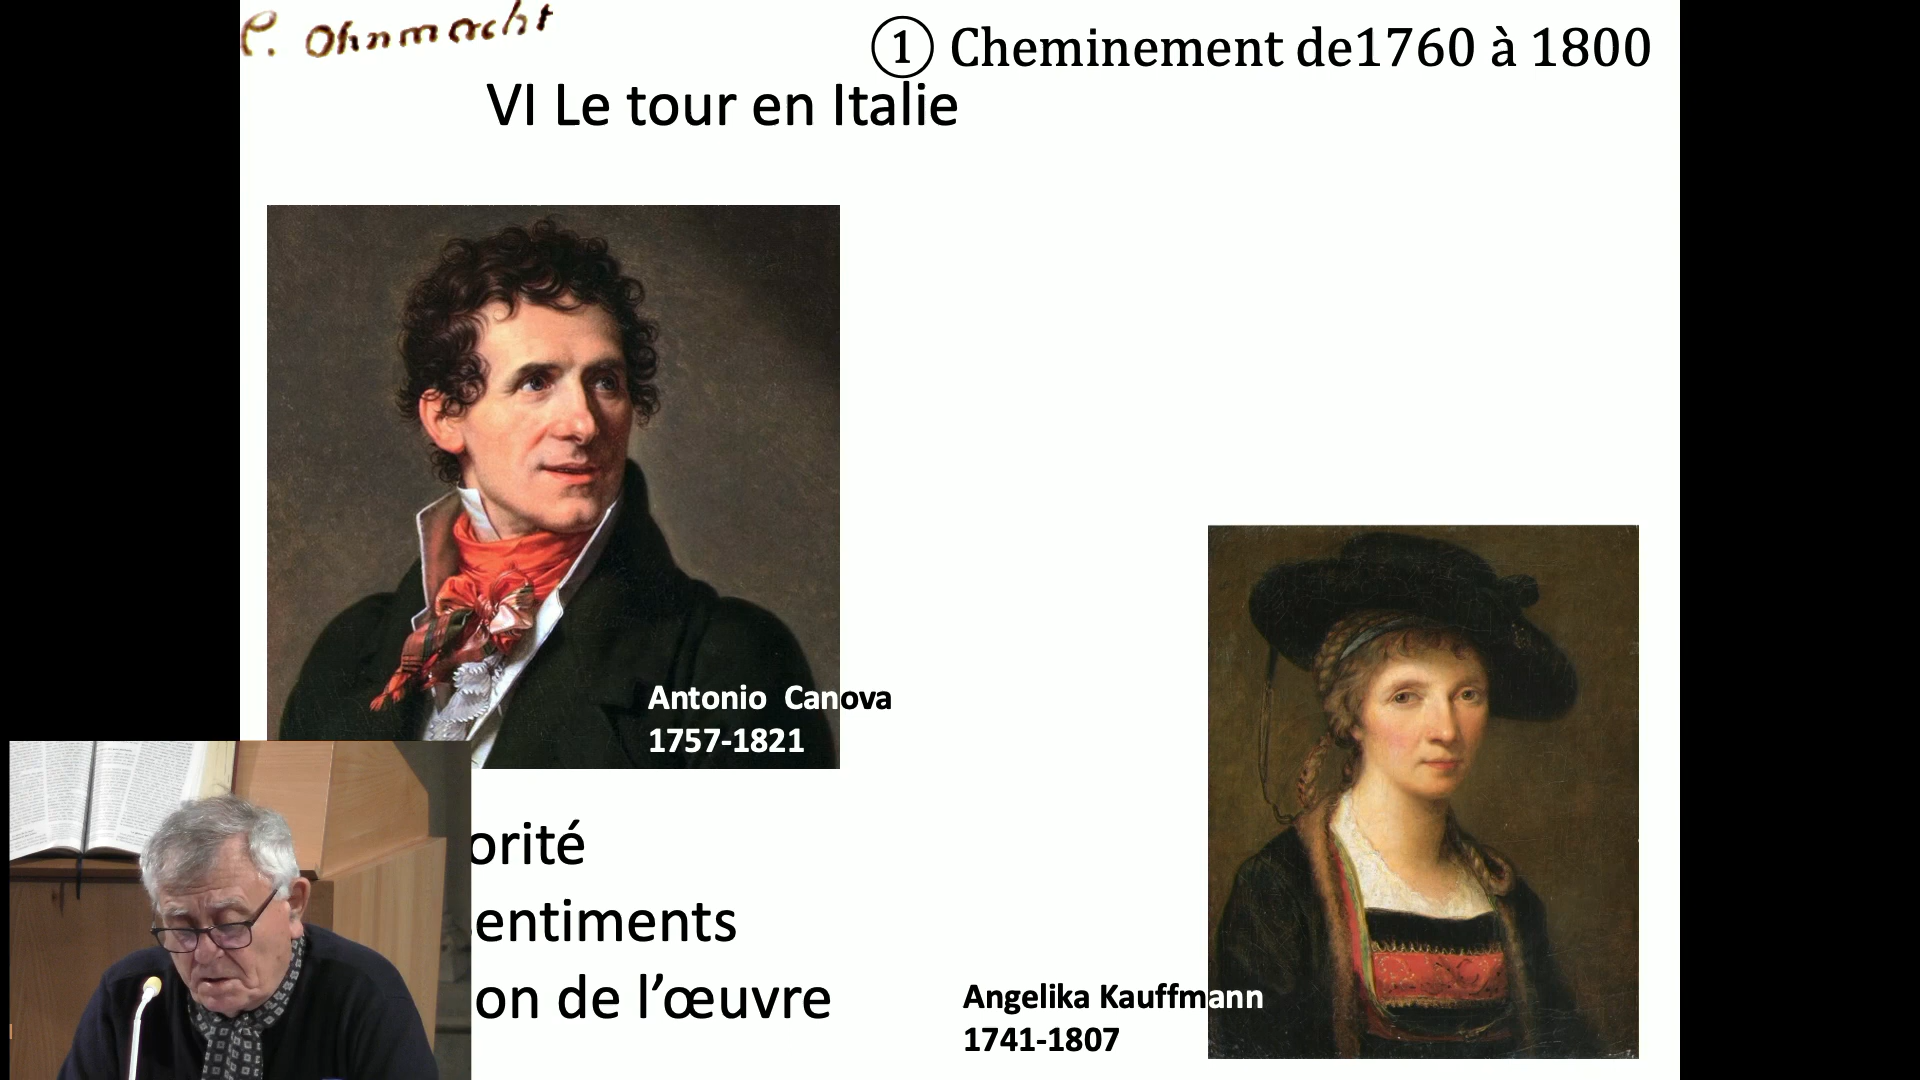 C. Ohnmacht
① Cheminement de1760 à 1800
VI Le tour en Italie
Antonio Canova
1757-1821
orité
entiments
on de l’œuvre
Angelika Kauffmann
1741-1807